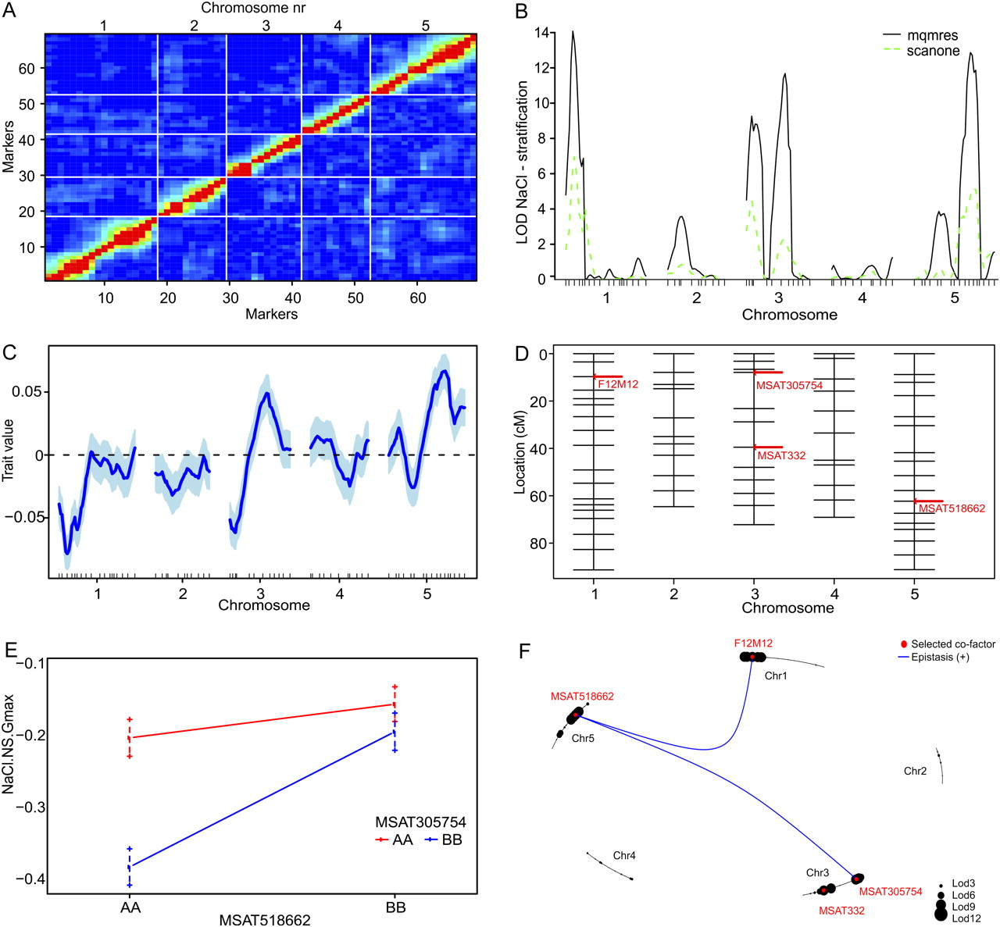 A
Chromosome nr
1 2 3 4 5
60
50
40
30
20
10
Markers
10 20 30 40 50 60
Markers
B
14
12
10
8
6
4
2
0
LOD NaCl - stratification
mqmres
scanone
1 2 3 4 5
Chromosome
C
0.05
0
−0.05
Trait value
1 2 3 4 5
Chromosome
D
0
20
40
60
80
Location (cM)
F12M12
MSAT305754
MSAT332
MSAT518662
1 2 3 4 5
Chromosome
E
−0.1
−0.2
−0.3
−0.4
NaCl.NS.Gmax
MSAT305754
AA BB
AA BB
MSAT518662
F
F12M12
Selected co-factor
Epistasis (+)
Chr1
MSAT518662
Chr5
Chr2
Chr4
Chr3
MSAT305754
MSAT332
Lod3
Lod6
Lod9
Lod12